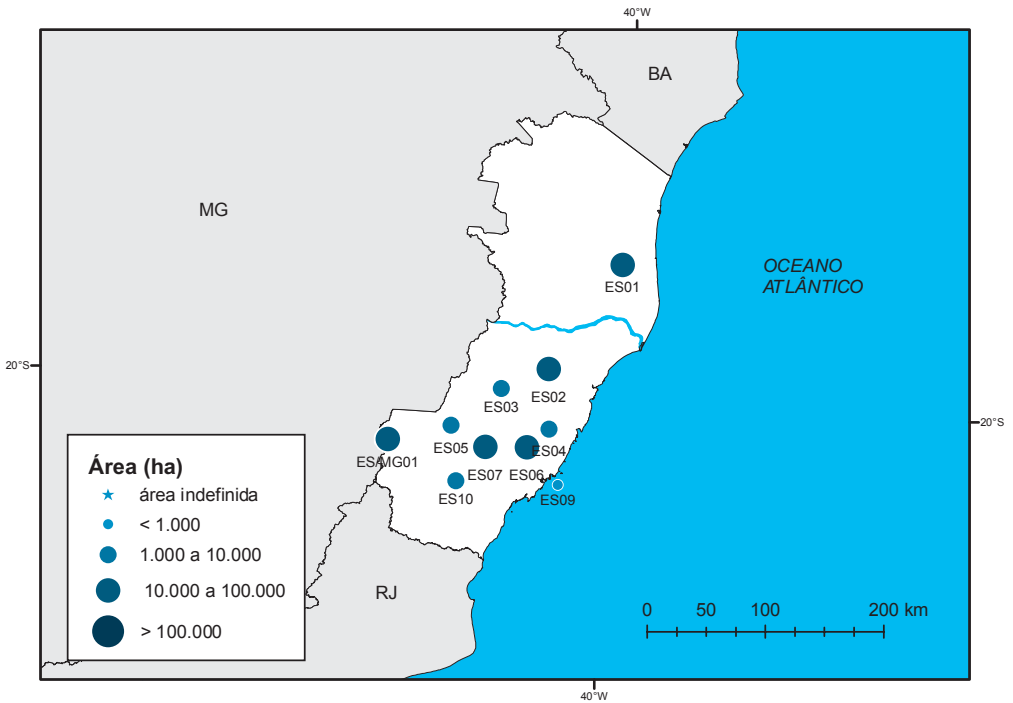 40°W
BA
MG
OCEANO
ATLÂNTICO
ES01
20°S
ES02
ES03
20°S
ES04
ES05
ES07
ES06
ES10
ES09
Área (ha)
área indefinida
< 1.000
1.000 a 10.000
10.000 a 100.000
> 100.000
RJ
0 50 100 200 km
40°W